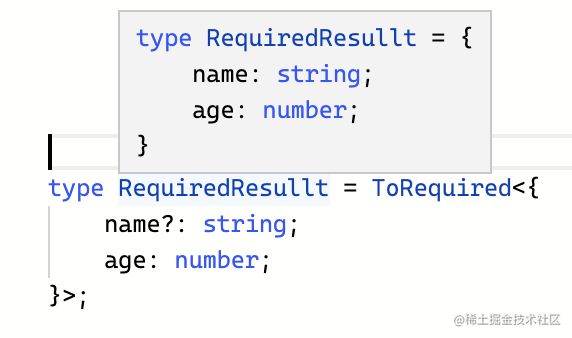 type RequiredResullt = {
    name: string;
    age: number;
}
type RequiredResullt = ToRequired<{
    name?: string;
    age: number;
}>;
@稀土掘金技术社区